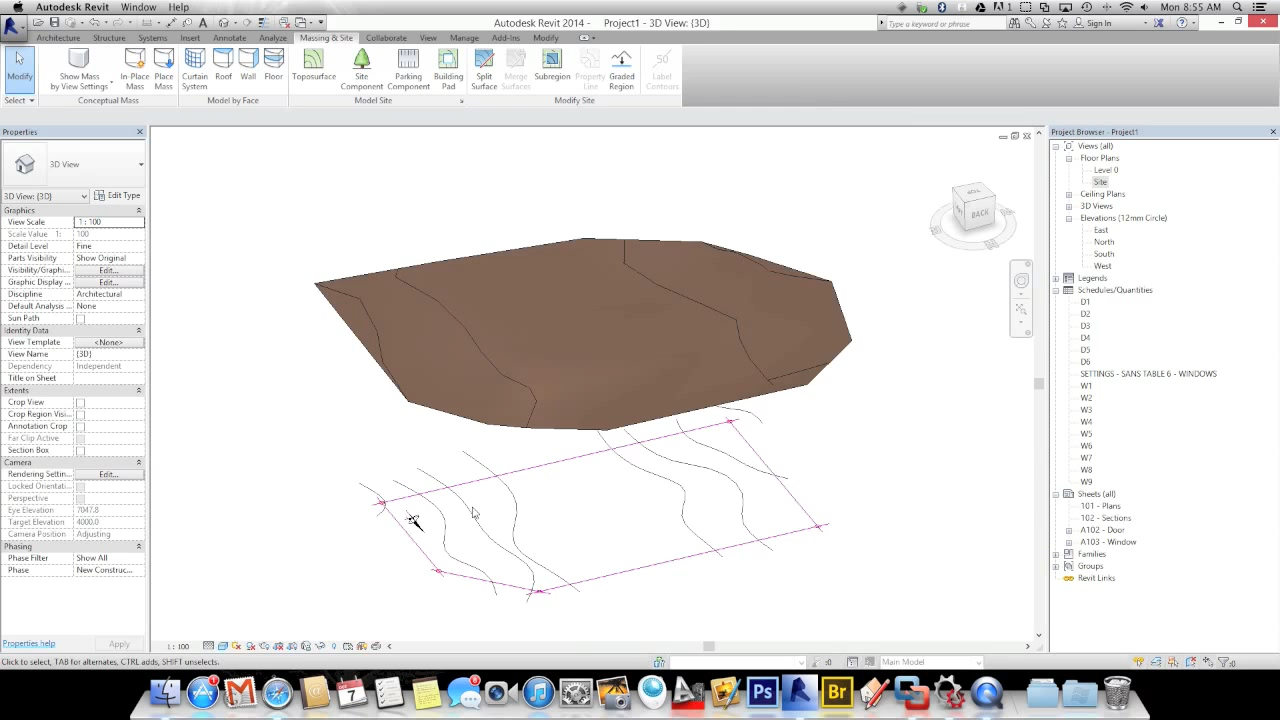 Autodesk Revit Window Help
Mo 8:55 AM
Autodesk Revit 2014 - Project1 - 3D View: {3D}
Type a keyword or phrase
Sign In
Architecture Structure Systems Insert Annotate Analyze Massing & Site Collaborate View Manage Add-Ins Modify
Modify
Show Mass
by View Settings
In-Place
Mass
Place
Mass
Curtain
System
Roof
Wall
Floor
Toposurface
Site
Component
Parking
Component
Building
Pad
Split
Surface
Merge
Surfaces
Subregion
Property
Line
Graded
Region
50
Label
Contours
Select
Conceptual Mass
Model by Face
Model Site
Modify Site
Properties
3D View
3D View: {3D}
Edit Type
Graphics
View Scale 1 : 100
Scale Value 1: 100
Detail Level Fine
Parts Visibility Show Original
Visibility/Graphi... Edit...
Graphic Display ... Edit...
Discipline Architectural
Default Analysis ... None
Sun Path
Identity Data
View Template <None>
View Name {3D}
Dependency Independent
Title on Sheet
Extents
Crop View
Crop Region Visi...
Annotation Crop
Far Clip Active
Section Box
Camera
Rendering Settin... Edit...
Locked Orientati...
Perspective
Eye Elevation 7047.8
Target Elevation 4000.0
Camera Position Adjusting
Phasing
Phase Filter Show All
Phase New Construc...
Properties help
Apply
TOP
BACK
1 : 100
Project Browser - Project1
Views (all)
Floor Plans
Level 0
Site
Ceiling Plans
3D Views
Elevations (12mm Circle)
East
North
South
West
Legends
Schedules/Quantities
D1
D2
D3
D4
D5
D6
SETTINGS - SANS TABLE 6 - WINDOWS
W1
W2
W3
W4
W5
W6
W7
W8
W9
Sheets (all)
101 - Plans
102 - Sections
A102 - Door
A103 - Window
Families
Groups
Revit Links
Click to select, TAB for alternates, CTRL adds, SHIFT unselects.
:0
Main Model
:0
7
Ps
Br